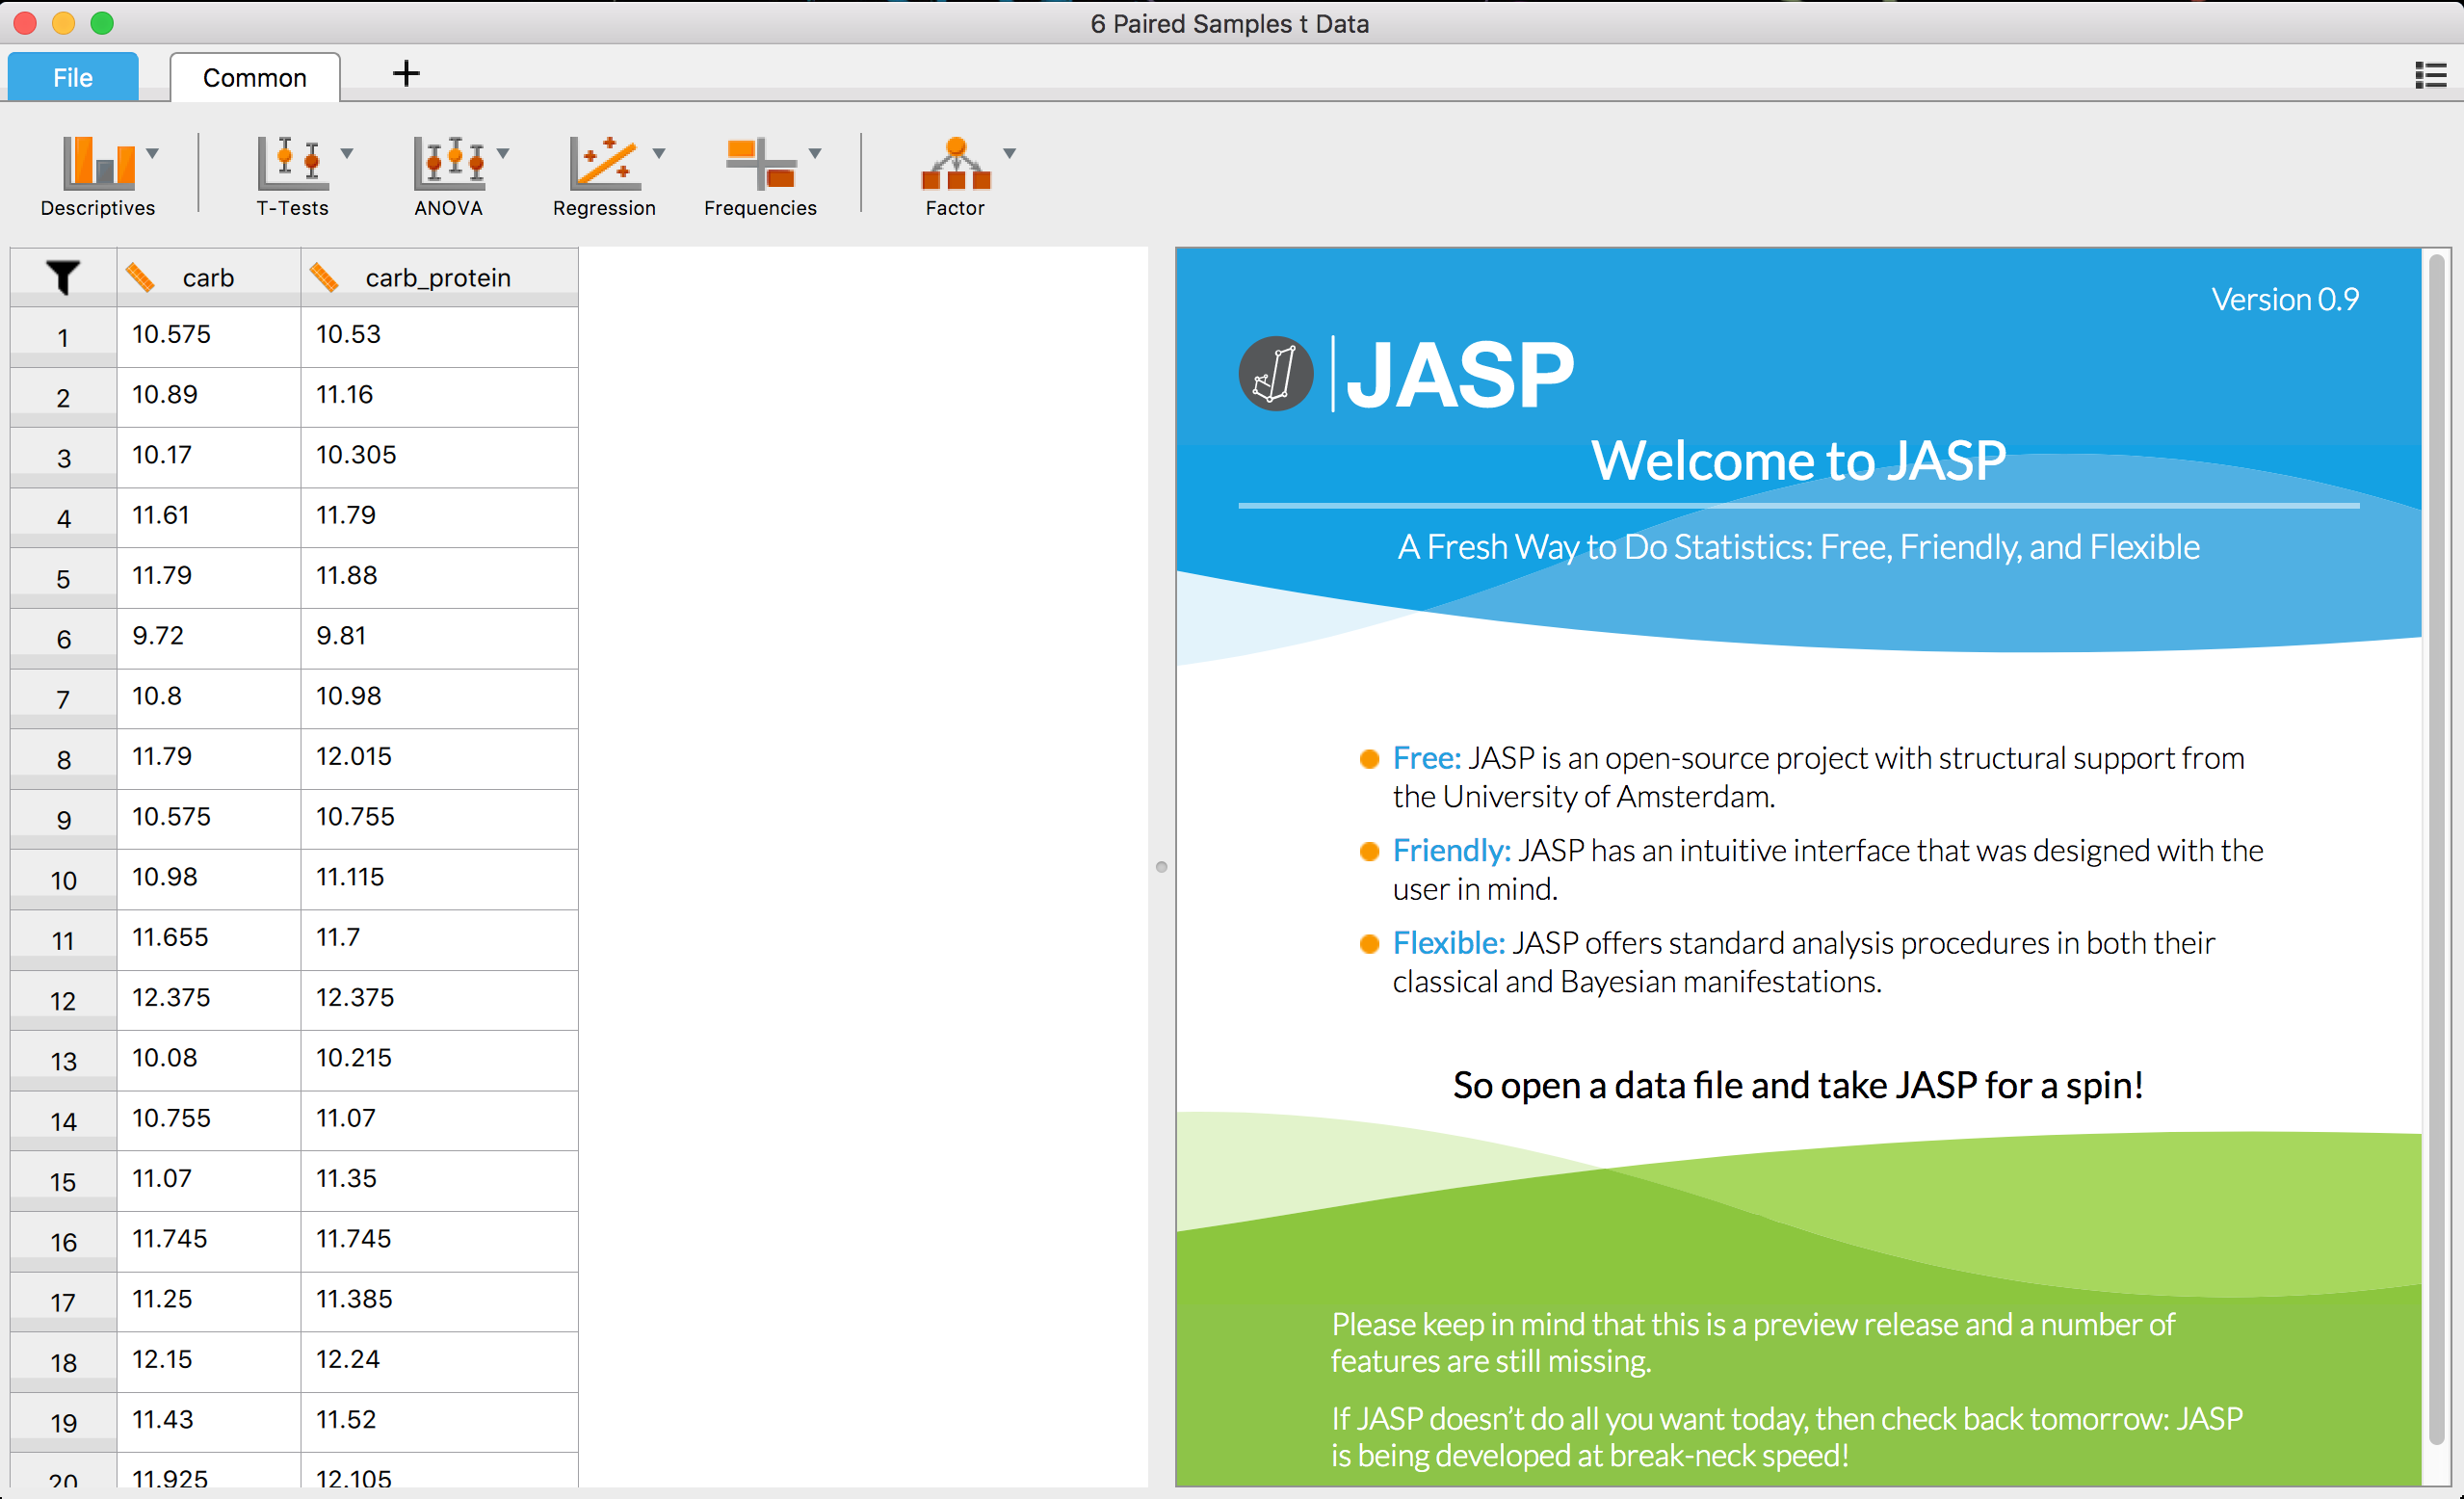 6 Paired Samples t Data
File Common +
Descriptives T-Tests ANOVA Regression Frequencies Factor
carb carb_protein
1 10.575 10.53
2 10.89 11.16
3 10.17 10.305
4 11.61 11.79
5 11.79 11.88
6 9.72 9.81
7 10.8 10.98
8 11.79 12.015
9 10.575 10.755
10 10.98 11.115
11 11.655 11.7
12 12.375 12.375
13 10.08 10.215
14 10.755 11.07
15 11.07 11.35
16 11.745 11.745
17 11.25 11.385
18 12.15 12.24
19 11.43 11.52
20 11.925 12.105
Version 0.9
JASP
Welcome to JASP
A Fresh Way to Do Statistics: Free, Friendly, and Flexible
Free: JASP is an open-source project with structural support from
the University of Amsterdam.
Friendly: JASP has an intuitive interface that was designed with the
user in mind.
Flexible: JASP offers standard analysis procedures in both their
classical and Bayesian manifestations.
So open a data file and take JASP for a spin!
Please keep in mind that this is a preview release and a number of
features are still missing.
If JASP doesn't do all you want today, then check back tomorrow: JASP
is being developed at break-neck speed!